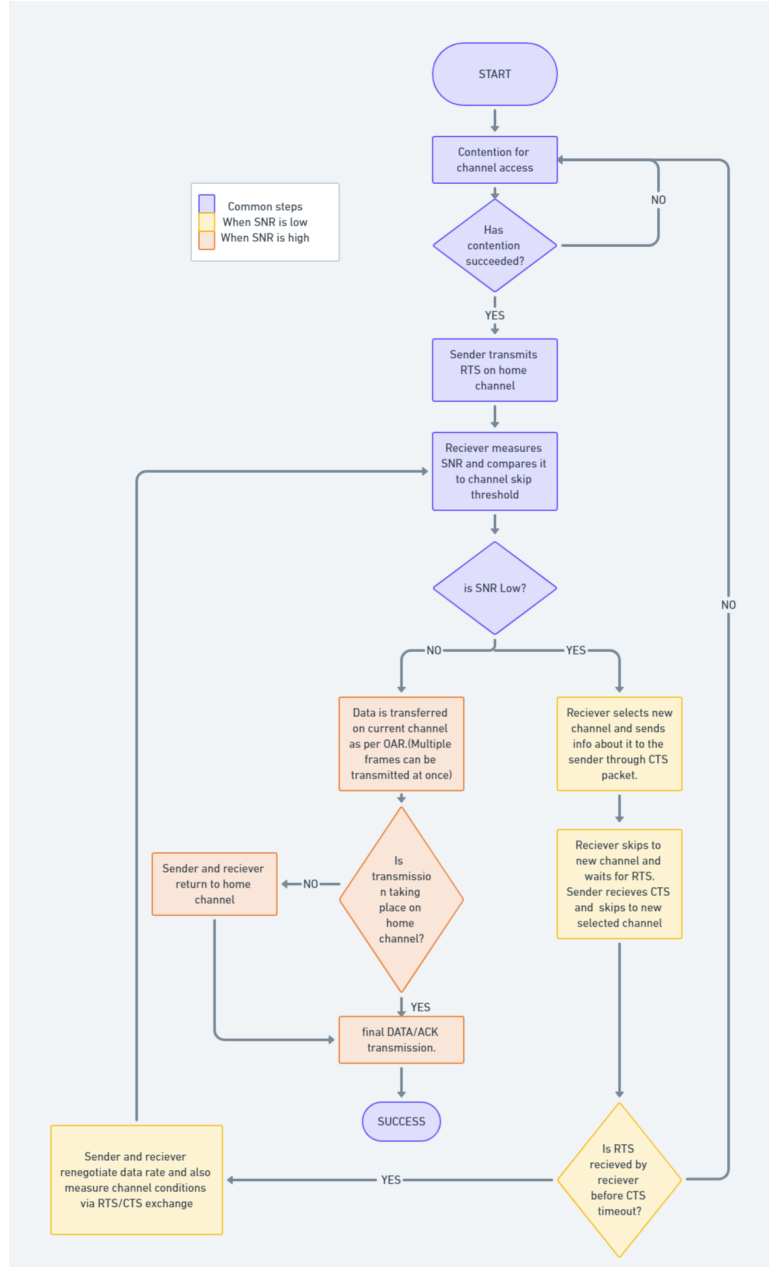 START
Contention for
channel access
Common steps
When SNR is low
When SNR is high
NO
Has
contention
succeeded?
YES
Sender transmits
RTS on home
channel
Reciever measures
SNR and compares it
to channel skip
threshold
is SNR Low?
NO
NO
YES
Data is transferred
on current channel
as per OAR.(Multiple
frames can be
transmitted at once)
Reciever selects new
channel and sends
info about it to the
sender through CTS
packet.
Reciever skips to
new channel and
waits for RTS.
Sender recieves CTS
and skips to new
selected channel
Is
transmissio
n taking
place on
home
channel?
Sender and reciever
return to home
channel
NO
YES
final DATA/ACK
transmission.
SUCCESS
Sender and reciever
renegotiate data rate and also
measure channel conditions
via RTS/CTS exchange
YES
Is RTS
recieved by
reciever
before CTS
timeout?